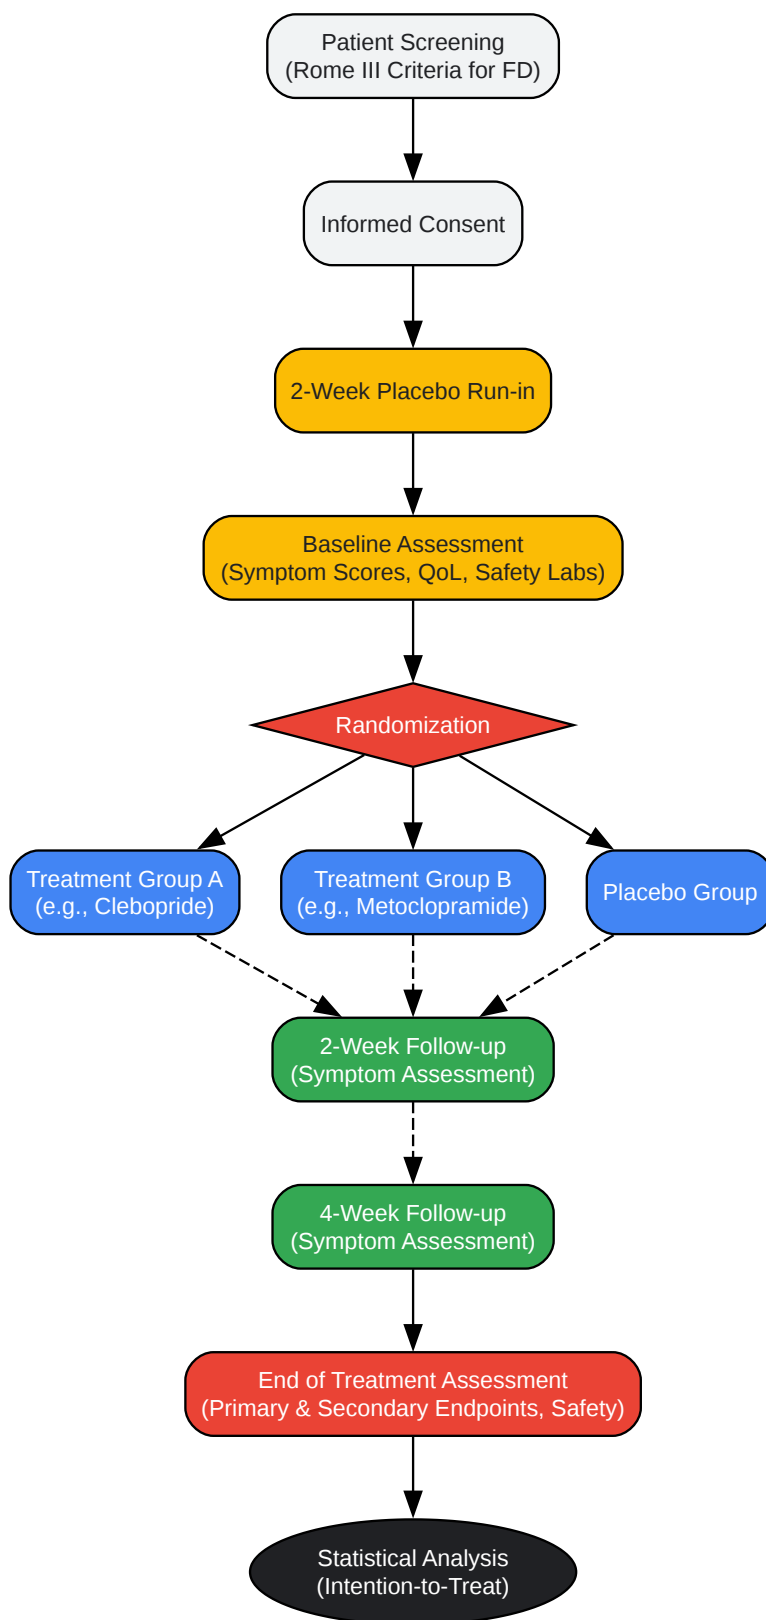 Patient Screening
(Rome III Criteria for FD)
Informed Consent
2-Week Placebo Run-in
Baseline Assessment
(Symptom Scores, QoL, Safety Labs)
Randomization
Treatment Group A
(e.g., Clebopride)
Treatment Group B
(e.g., Metoclopramide)
Placebo Group
2-Week Follow-up
(Symptom Assessment)
4-Week Follow-up
(Symptom Assessment)
End of Treatment Assessment
(Primary & Secondary Endpoints, Safety)
Statistical Analysis
(Intention-to-Treat)